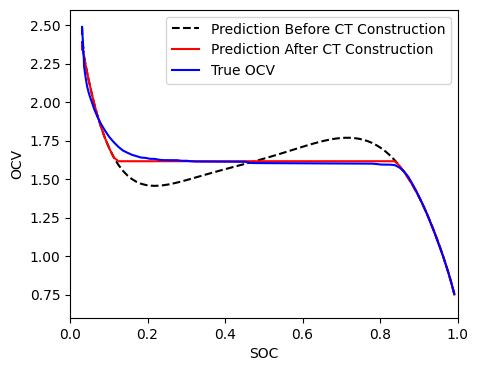 Prediction Before CT Construction
Prediction After CT Construction
True OCV
OCV
2.50
2.25
2.00
1.75
1.50
1.25
1.00
0.75
0.0 0.2 0.4 0.6 0.8 1.0
SOC